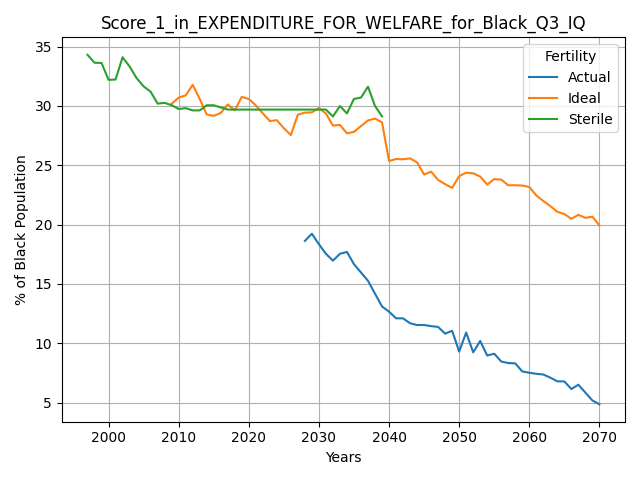 Score_1_in_EXPENDITURE_FOR_WELFARE_for_Black_Q3_IQ
% of Black Population
35
30
25
20
15
10
5
Fertility
Actual
Ideal
Sterile
2000 2010 2020 2030 2040 2050 2060 2070
Years